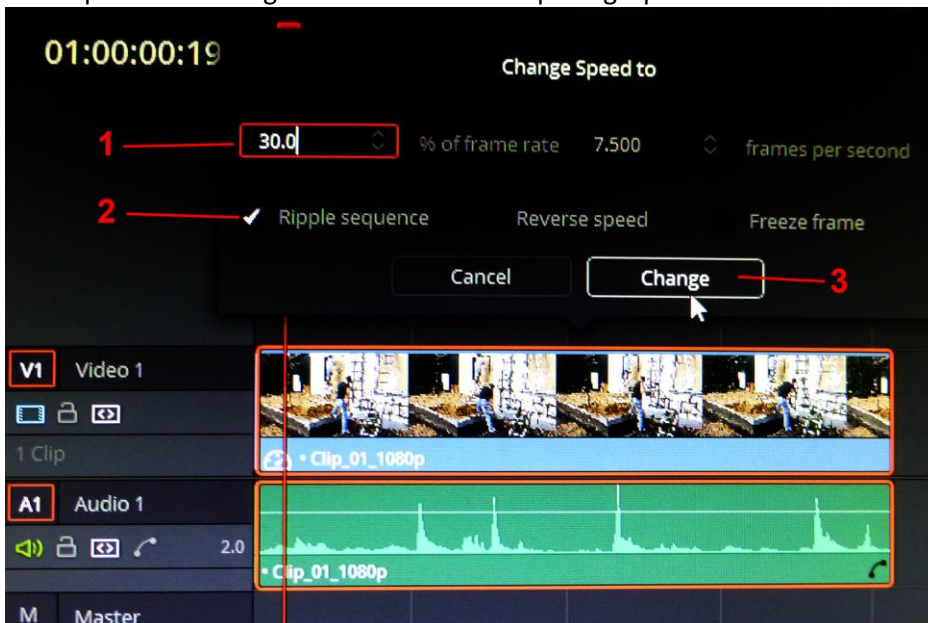 01:00:00:19
Change Speed to
1 30.0 % of frame rate 7.500 frames per second
2 Ripple sequence Reverse speed Freeze frame
Cancel Change 3
V1 Video 1
1 Clip
• Clip_01_1080p
A1 Audio 1
2.0
• Clip_01_1080p
M Master